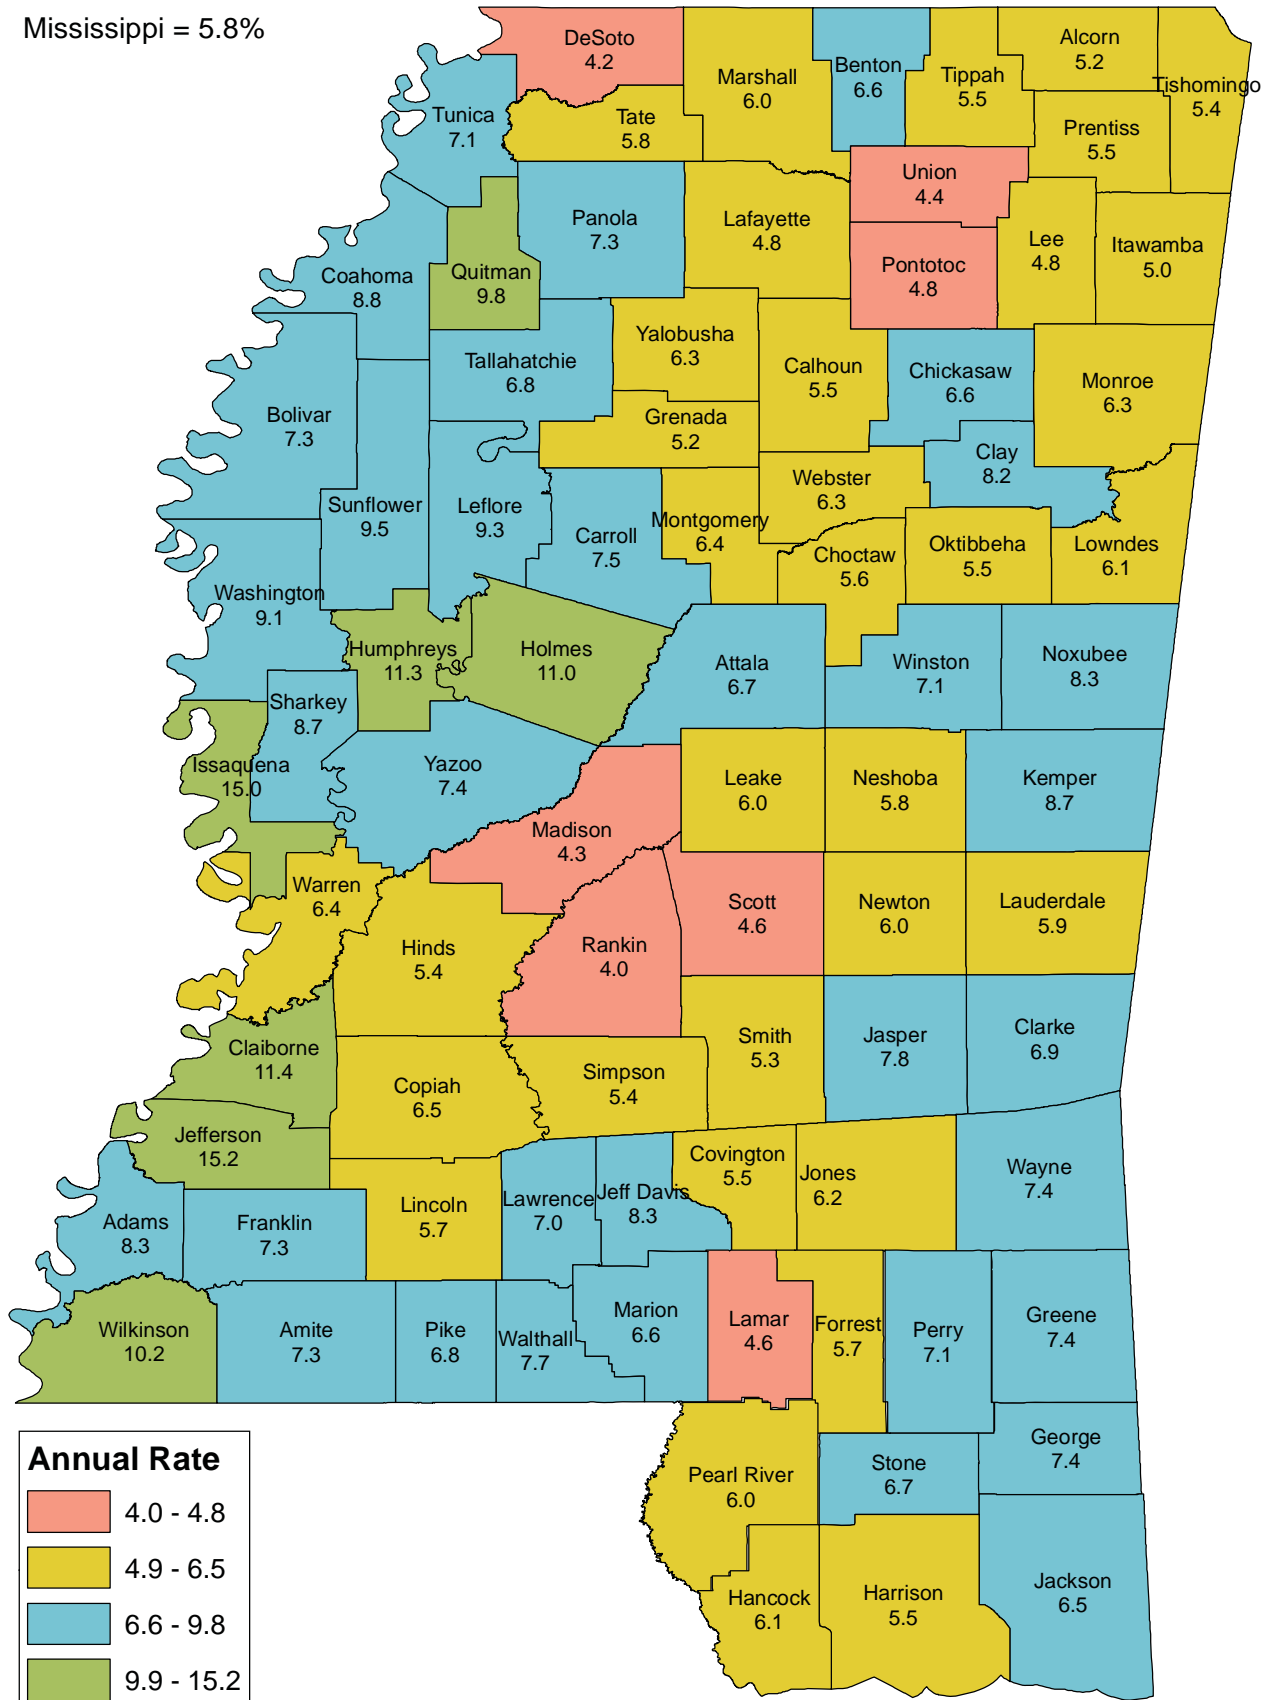 Mississippi = 5.8%
DeSoto
4.2
Marshall
6.0
Benton
6.6
Tippah
5.5
Alcorn
5.2
Tishomingo
5.4
Tunica
7.1
Tate
5.8
Prentiss
5.5
Union
4.4
Panola
7.3
Lafayette
4.8
Pontotoc
4.8
Lee
4.8
Itawamba
5.0
Coahoma
8.8
Quitman
9.8
Yalobusha
6.3
Tallahatchie
6.8
Calhoun
5.5
Chickasaw
6.6
Monroe
6.3
Bolivar
7.3
Grenada
5.2
Clay
8.2
Sunflower
9.5
Leflore
9.3
Carroll
7.5
Montgomery
6.4
Webster
6.3
Choctaw
5.6
Oktibbeha
5.5
Lowndes
6.1
Washington
9.1
Humphreys
11.3
Holmes
11.0
Attala
6.7
Winston
7.1
Noxubee
8.3
Sharkey
8.7
Issaquena
15.0
Yazoo
7.4
Leake
6.0
Neshoba
5.8
Kemper
8.7
Madison
4.3
Warren
6.4
Hinds
5.4
Rankin
4.0
Scott
4.6
Newton
6.0
Lauderdale
5.9
Claiborne
11.4
Copiah
6.5
Simpson
5.4
Smith
5.3
Jasper
7.8
Clarke
6.9
Jefferson
15.2
Covington
5.5
Jones
6.2
Wayne
7.4
Adams
8.3
Franklin
7.3
Lincoln
5.7
Lawrence
7.0
Jeff Davis
8.3
Wilkinson
10.2
Amite
7.3
Pike
6.8
Walthall
7.7
Marion
6.6
Lamar
4.6
Forrest
5.7
Perry
7.1
Greene
7.4
Pearl River
6.0
Stone
6.7
George
7.4
Hancock
6.1
Harrison
5.5
Jackson
6.5
Annual Rate
4.0 - 4.8
4.9 - 6.5
6.6 - 9.8
9.9 - 15.2